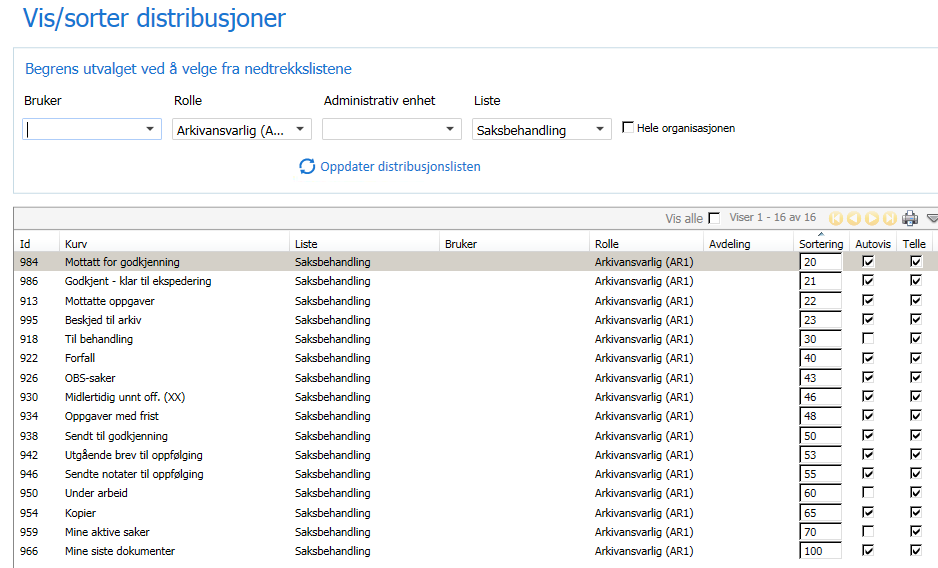 Vis/sorter distribusjoner
Begrens utvalget ved å velge fra nedtrekkslistene
Bruker Rolle Administrativ enhet Liste
Arkivansvarlig (A... Saksbehandling Hele organisasjonen
Oppdater distribusjonslisten
Vis alle Viser 1 - 16 av 16
Id Kurv Liste Bruker Rolle Avdeling Sortering Autovis Telle
984 Mottatt for godkjenning Saksbehandling Arkivansvarlig (AR1) 20
986 Godkjent - klar til ekspedering Saksbehandling Arkivansvarlig (AR1) 21
913 Mottatte oppgaver Saksbehandling Arkivansvarlig (AR1) 22
995 Beskjed til arkiv Saksbehandling Arkivansvarlig (AR1) 23
918 Til behandling Saksbehandling Arkivansvarlig (AR1) 30
922 Forfall Saksbehandling Arkivansvarlig (AR1) 40
926 OBS-saker Saksbehandling Arkivansvarlig (AR1) 43
930 Midlertidig unnt off. (XX) Saksbehandling Arkivansvarlig (AR1) 46
934 Oppgaver med frist Saksbehandling Arkivansvarlig (AR1) 48
938 Sendt til godkjenning Saksbehandling Arkivansvarlig (AR1) 50
942 Utgående brev til oppfølging Saksbehandling Arkivansvarlig (AR1) 53
946 Sendte notater til oppfølging Saksbehandling Arkivansvarlig (AR1) 55
950 Under arbeid Saksbehandling Arkivansvarlig (AR1) 60
954 Kopier Saksbehandling Arkivansvarlig (AR1) 65
959 Mine aktive saker Saksbehandling Arkivansvarlig (AR1) 70
966 Mine siste dokumenter Saksbehandling Arkivansvarlig (AR1) 100